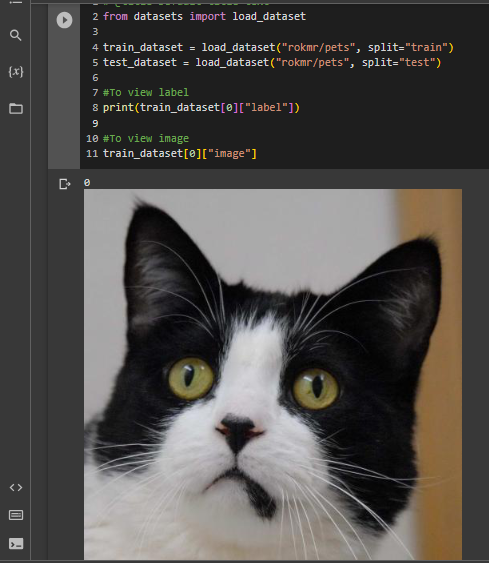 2 from datasets import load_dataset
3
4 train_dataset = load_dataset("rokmr/pets", split="train")
5 test_dataset = load_dataset("rokmr/pets", split="test")
6
7 #To view label
8 print(train_dataset[0]["label"])
9
10 #To view image
11 train_dataset[0]["image"]
{x}
0